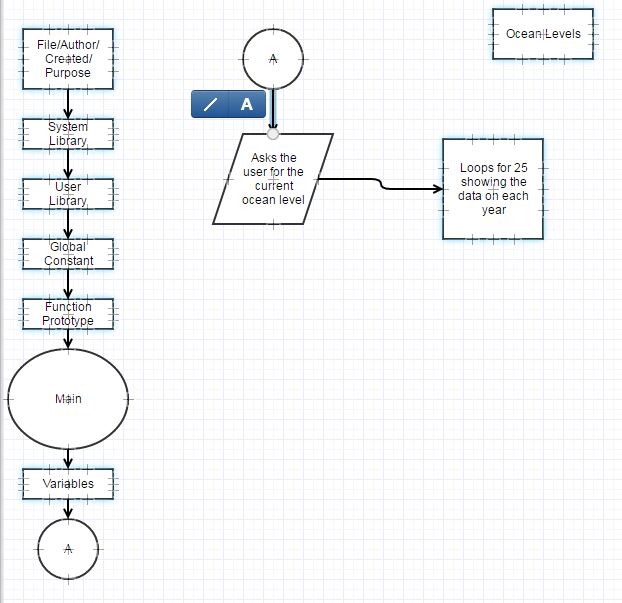 File/Author/
Created/
Purpose
System
Library
User
Library
Global
Constant
Function
Prototype
Main
Variables
A
A
A
Asks the
user for the
current
ocean level
Loops for 25
showing the
data on each
year
Ocean Levels